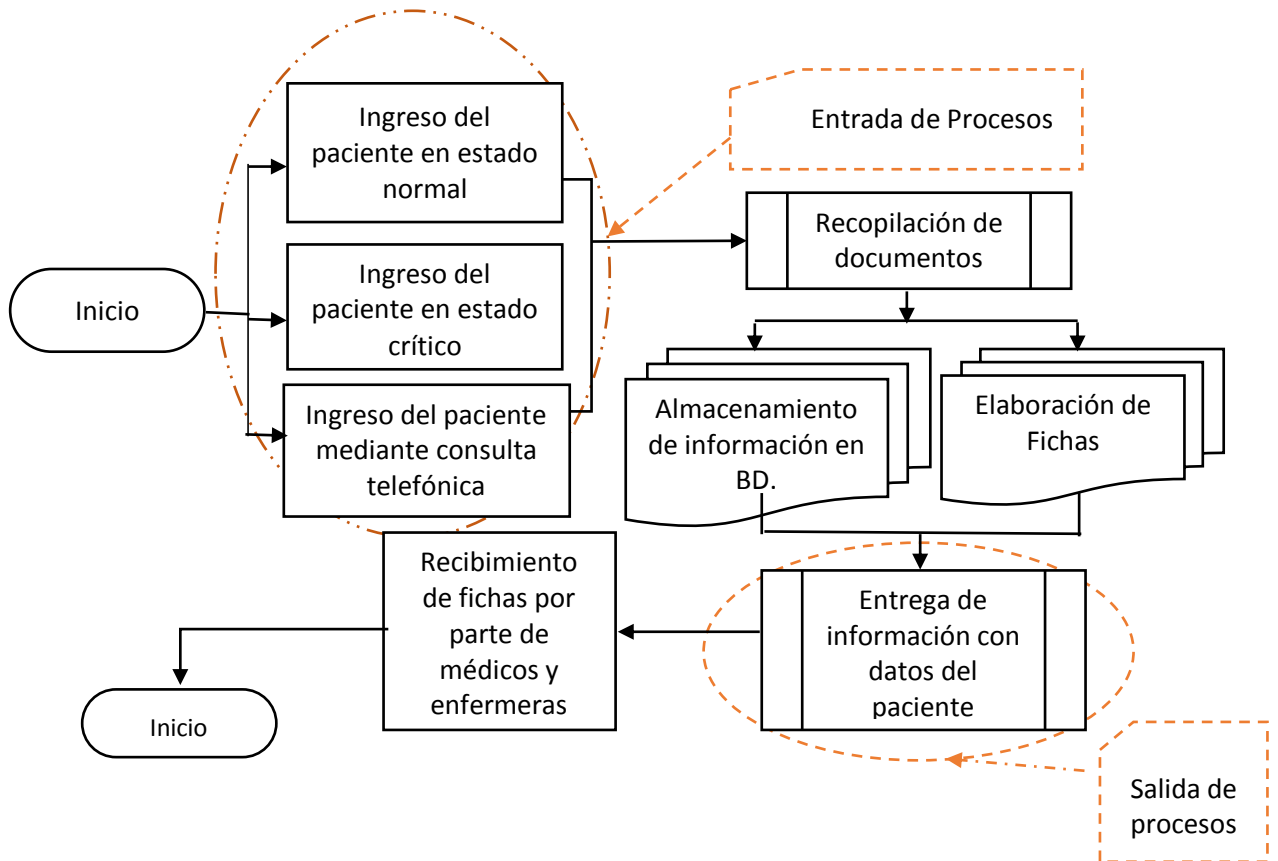 Ingreso del
paciente en estado
normal
Entrada de Procesos
Recopilación de
documentos
Ingreso del
paciente en estado
crítico
Inicio
Ingreso del paciente
mediante consulta
telefónica
Almacenamiento
de información en
BD.
Elaboración de
Fichas
Recibimiento
de fichas por
parte de
médicos y
enfermeras
Entrega de
información con
datos del
paciente
Inicio
Salida de
procesos